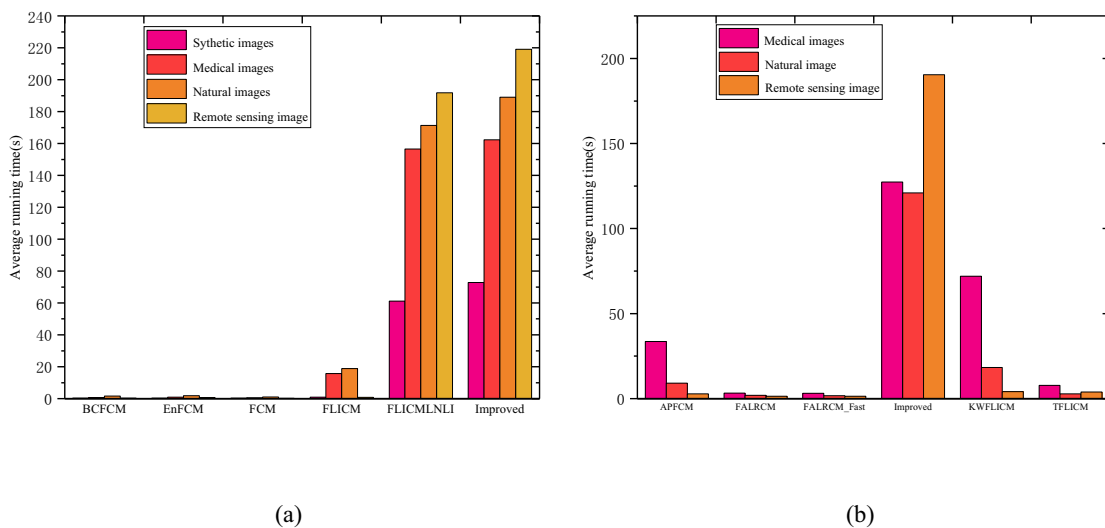 240
220
200
180
160
140
120
100
80
60
40
20
0
Average running time(s)
Sythetic images
Medical images
Natural images
Remote sensing image
BCFCM EnFCM FCM FLICM FLICMLNLI Improved
(a)
200
150
100
50
0
Average running time(s)
Medical images
Natural image
Remote sensing image
APFCM FALRCM FALRCM_Fast Improved KWFLICM TFLICM
(b)